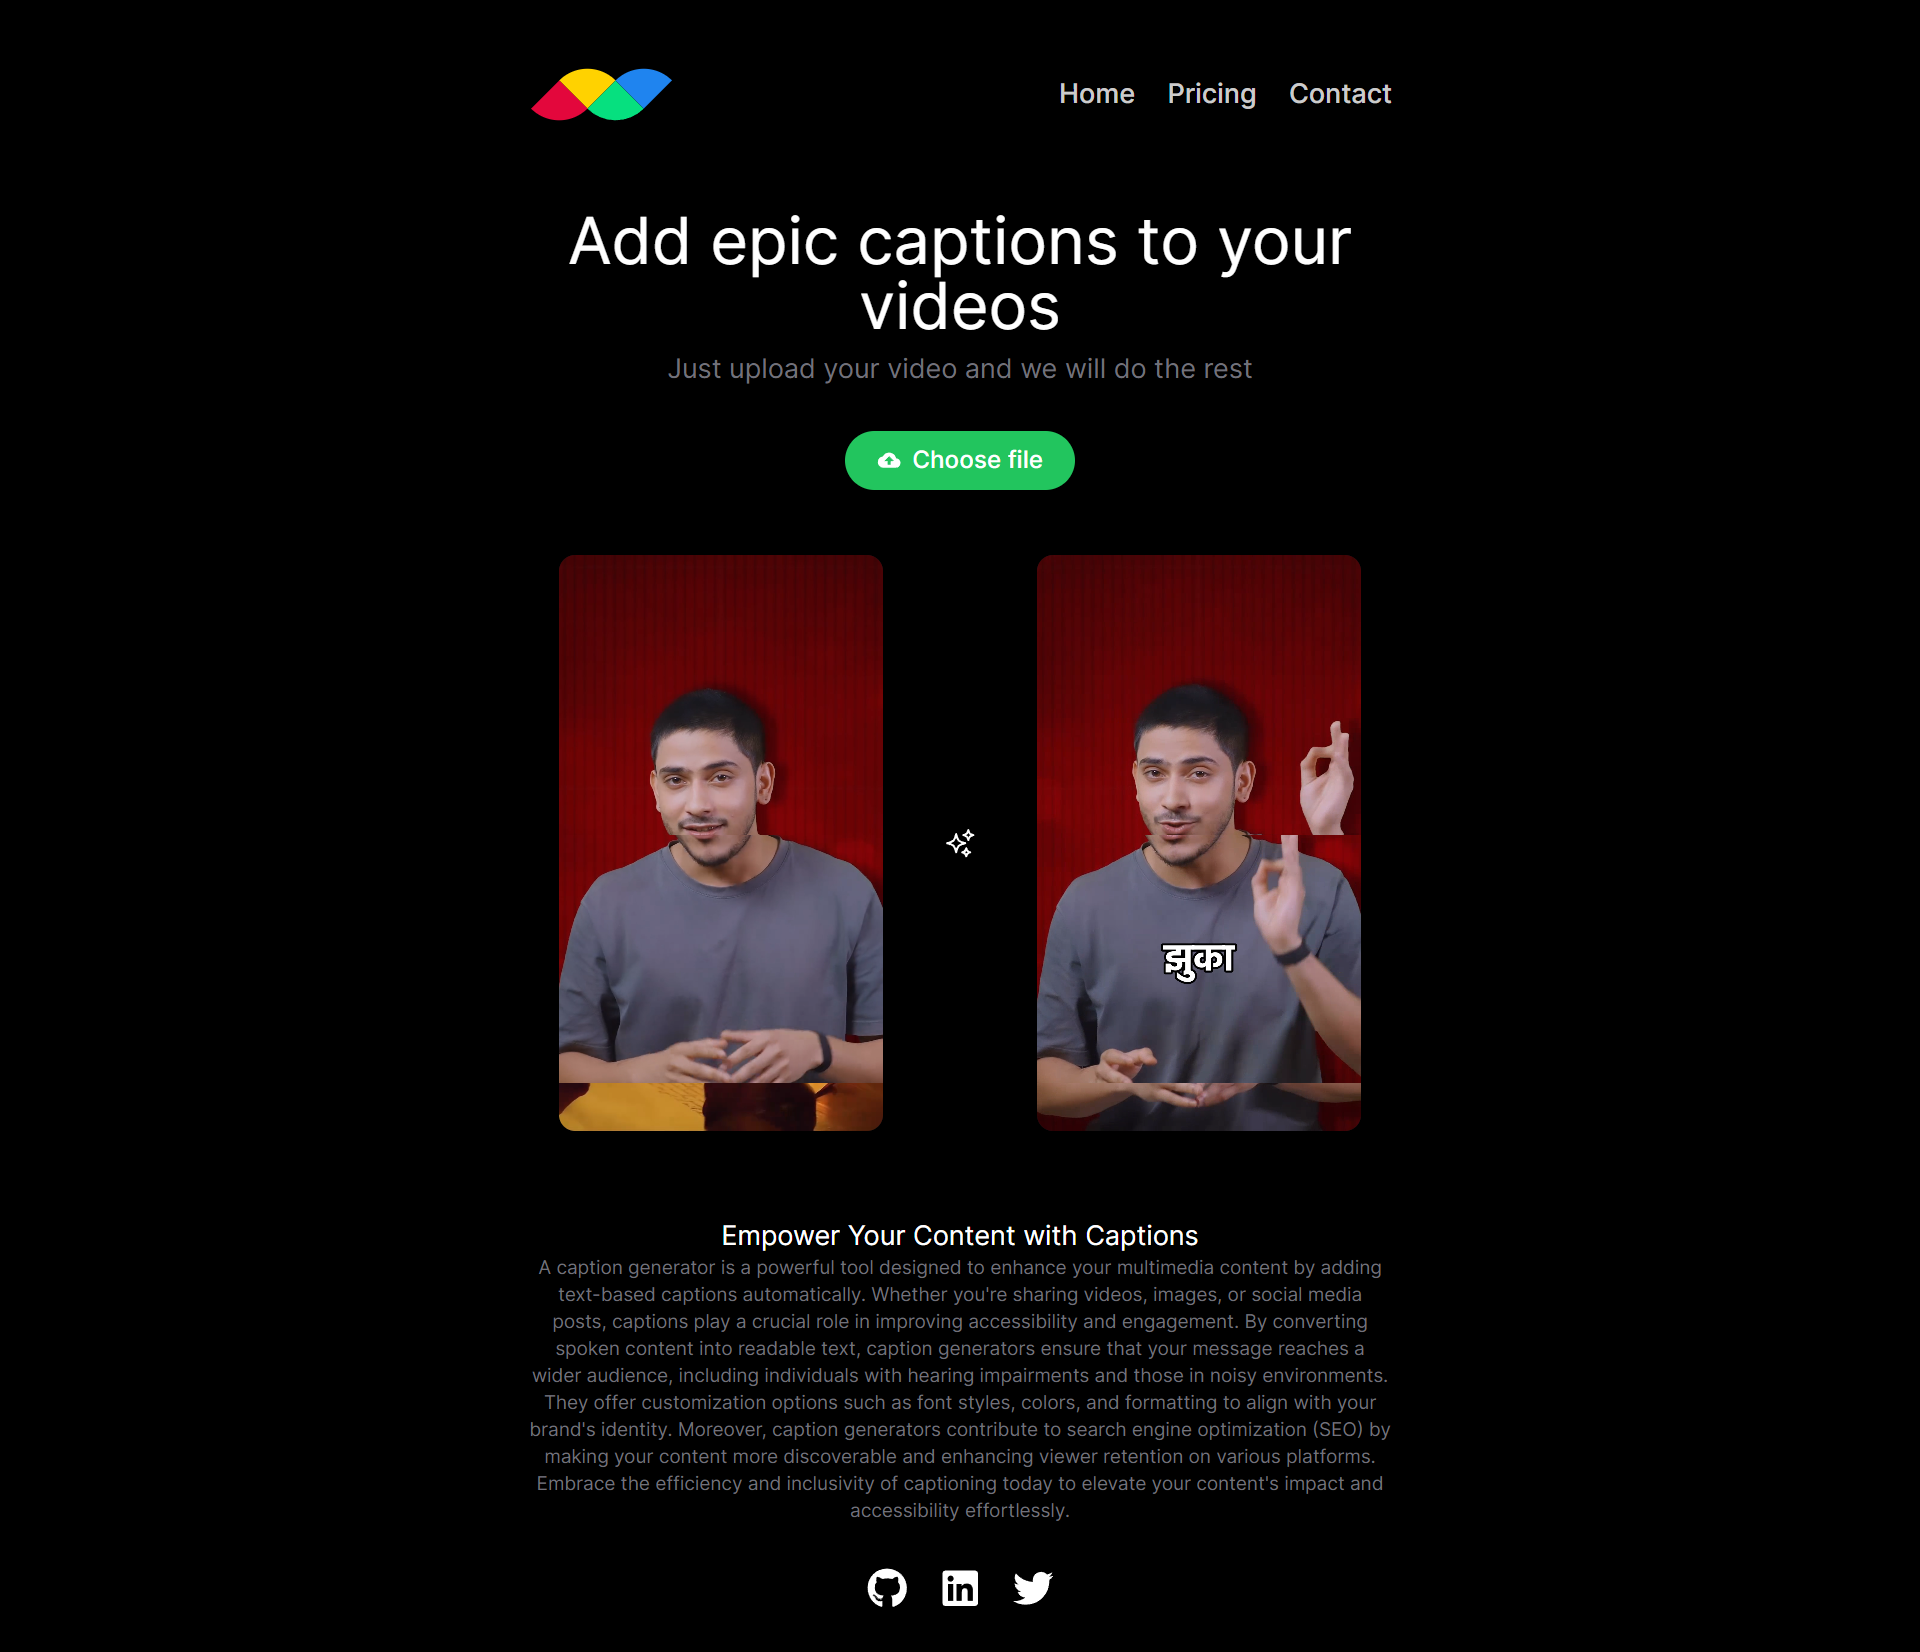 Home Pricing Contact
Add epic captions to your
videos
Just upload your video and we will do the rest
Choose file
झुका
Empower Your Content with Captions
A caption generator is a powerful tool designed to enhance your multimedia content by adding
text-based captions automatically. Whether you're sharing videos, images, or social media
posts, captions play a crucial role in improving accessibility and engagement. By converting
spoken content into readable text, caption generators ensure that your message reaches a
wider audience, including individuals with hearing impairments and those in noisy environments.
They offer customization options such as font styles, colors, and formatting to align with your
brand's identity. Moreover, caption generators contribute to search engine optimization (SEO) by
making your content more discoverable and enhancing viewer retention on various platforms.
Embrace the efficiency and inclusivity of captioning today to elevate your content's impact and
accessibility effortlessly.
in